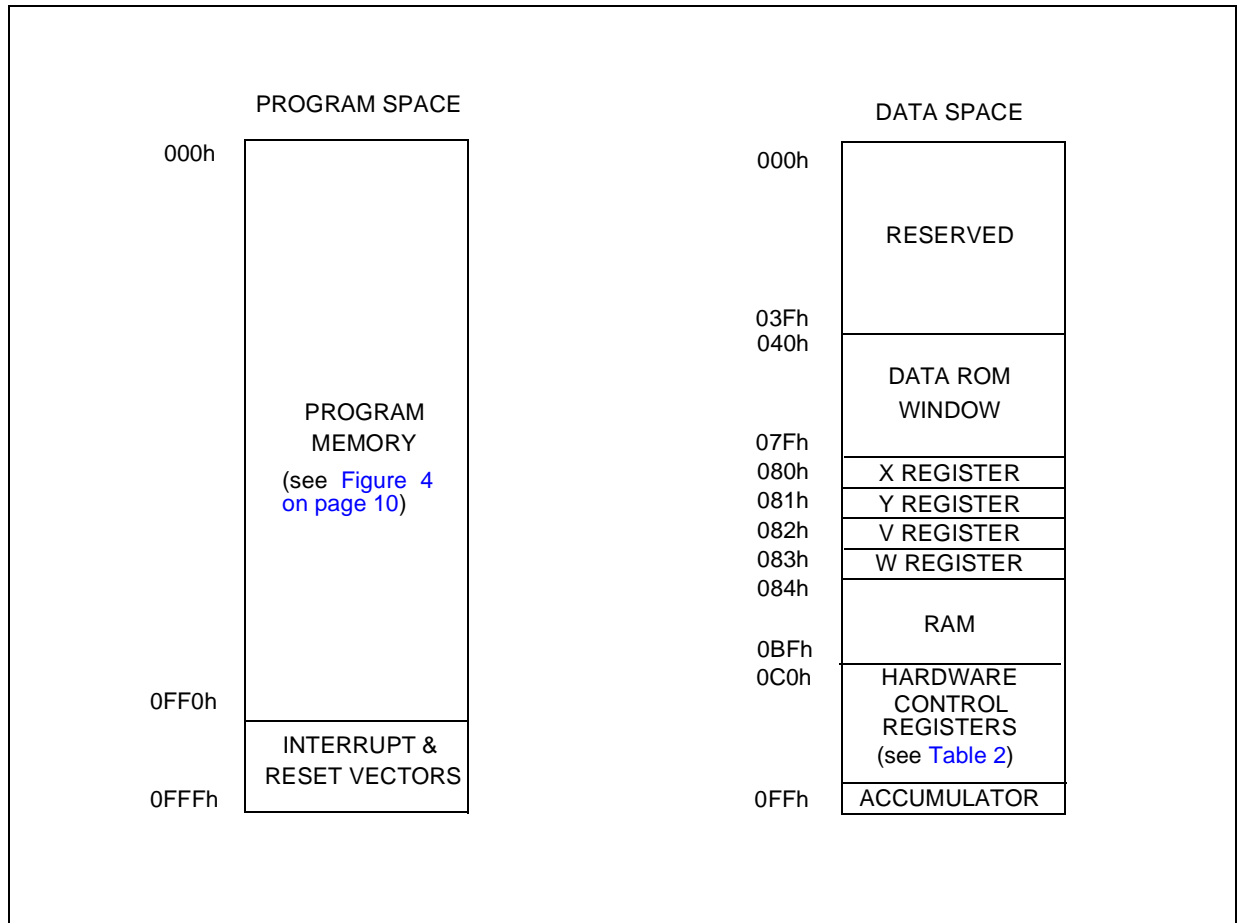 PROGRAM SPACE
000h
PROGRAM
MEMORY
(see Figure 4
on page 10)
0FF0h
INTERRUPT &
RESET VECTORS
0FFFh
DATA SPACE
000h
RESERVED
03Fh
040h
DATA ROM
WINDOW
07Fh
080h X REGISTER
081h Y REGISTER
082h V REGISTER
083h W REGISTER
084h
RAM
0BFh
0C0h HARDWARE
CONTROL
REGISTERS
(see Table 2)
0FFh ACCUMULATOR